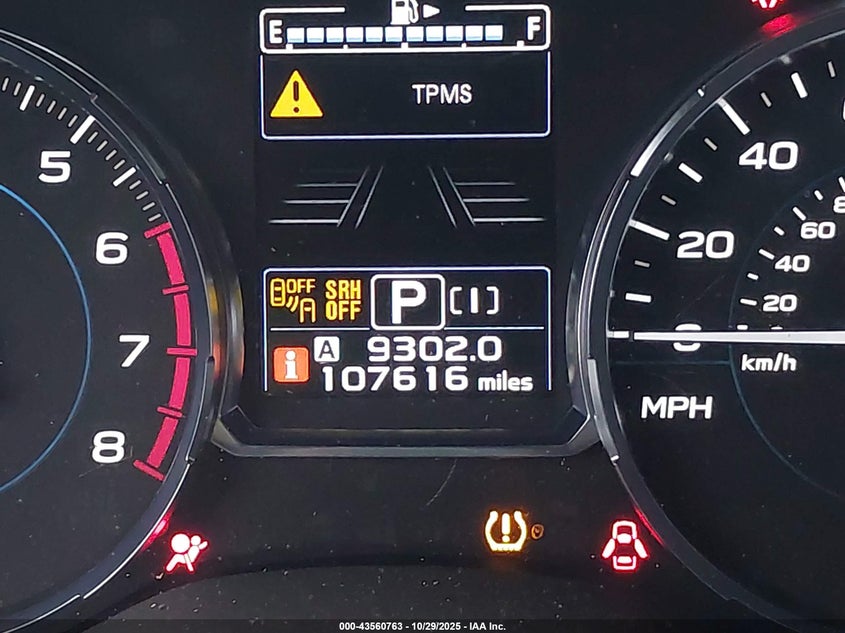 E F
TPMS
5
6
7
8
OFF SRH OFF P [I]
i A 9302.0
107616 miles
40
20
0
60
40
20
km/h
MPH
000-43560763 - 10/29/2025 - IAA Inc.